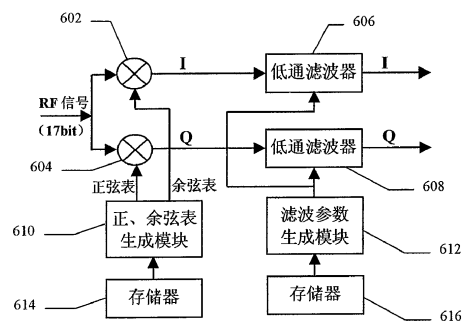 602
606
I
低通滤波器
I
RF 信号
（17bit）
604
Q
低通滤波器
Q
608
正弦表
余弦表
610
正、余弦表
生成模块
滤波参数
生成模块
612
614
存储器
存储器
616